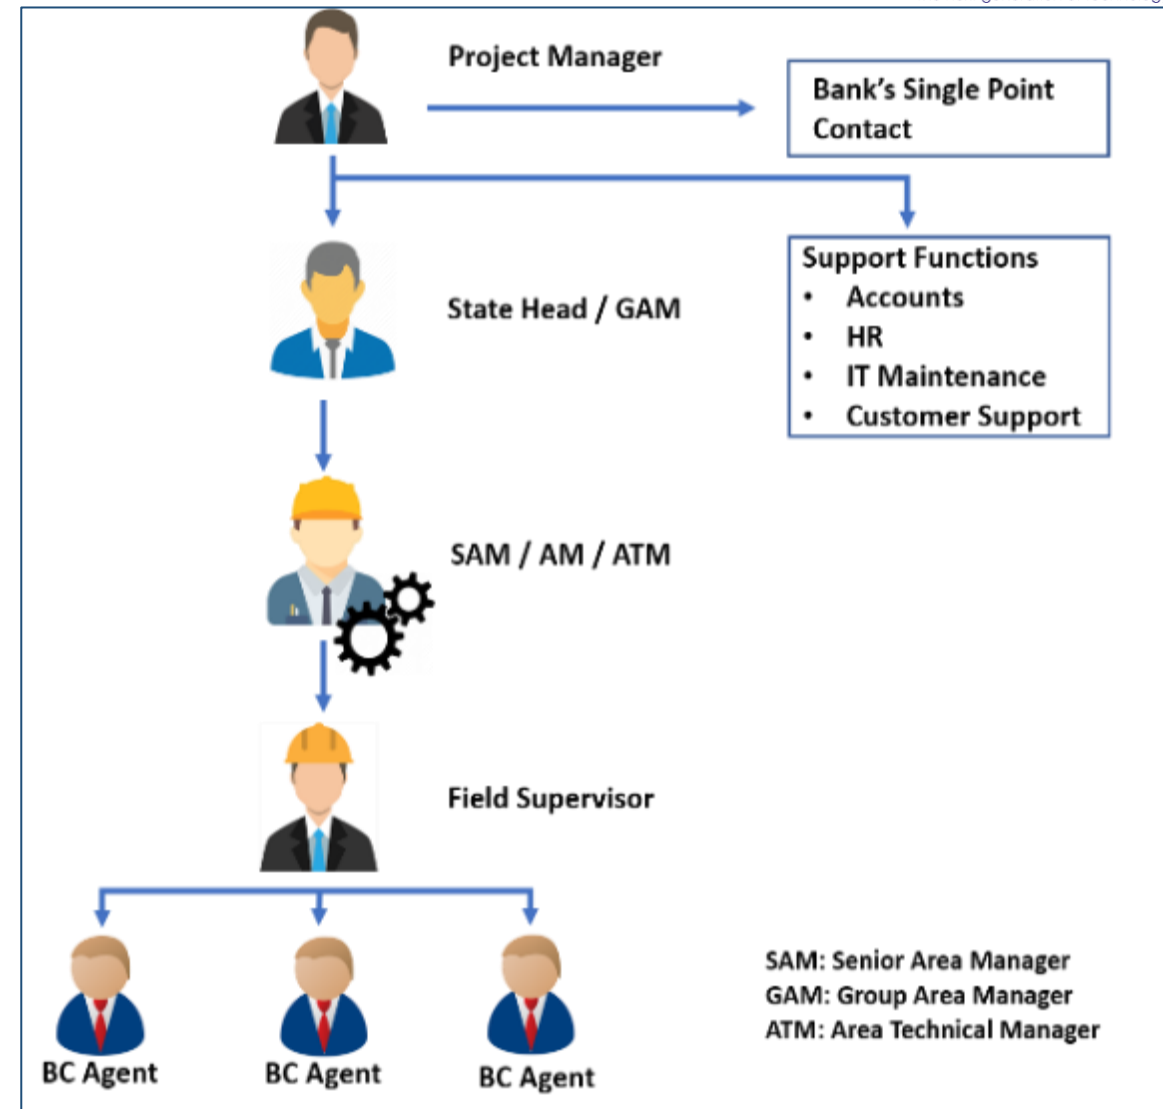 Project Manager
Bank's Single Point
Contact
State Head / GAM
Support Functions
• Accounts
• HR
• IT Maintenance
• Customer Support
SAM / AM / ATM
Field Supervisor
BC Agent
BC Agent
BC Agent
SAM: Senior Area Manager
GAM: Group Area Manager
ATM: Area Technical Manager